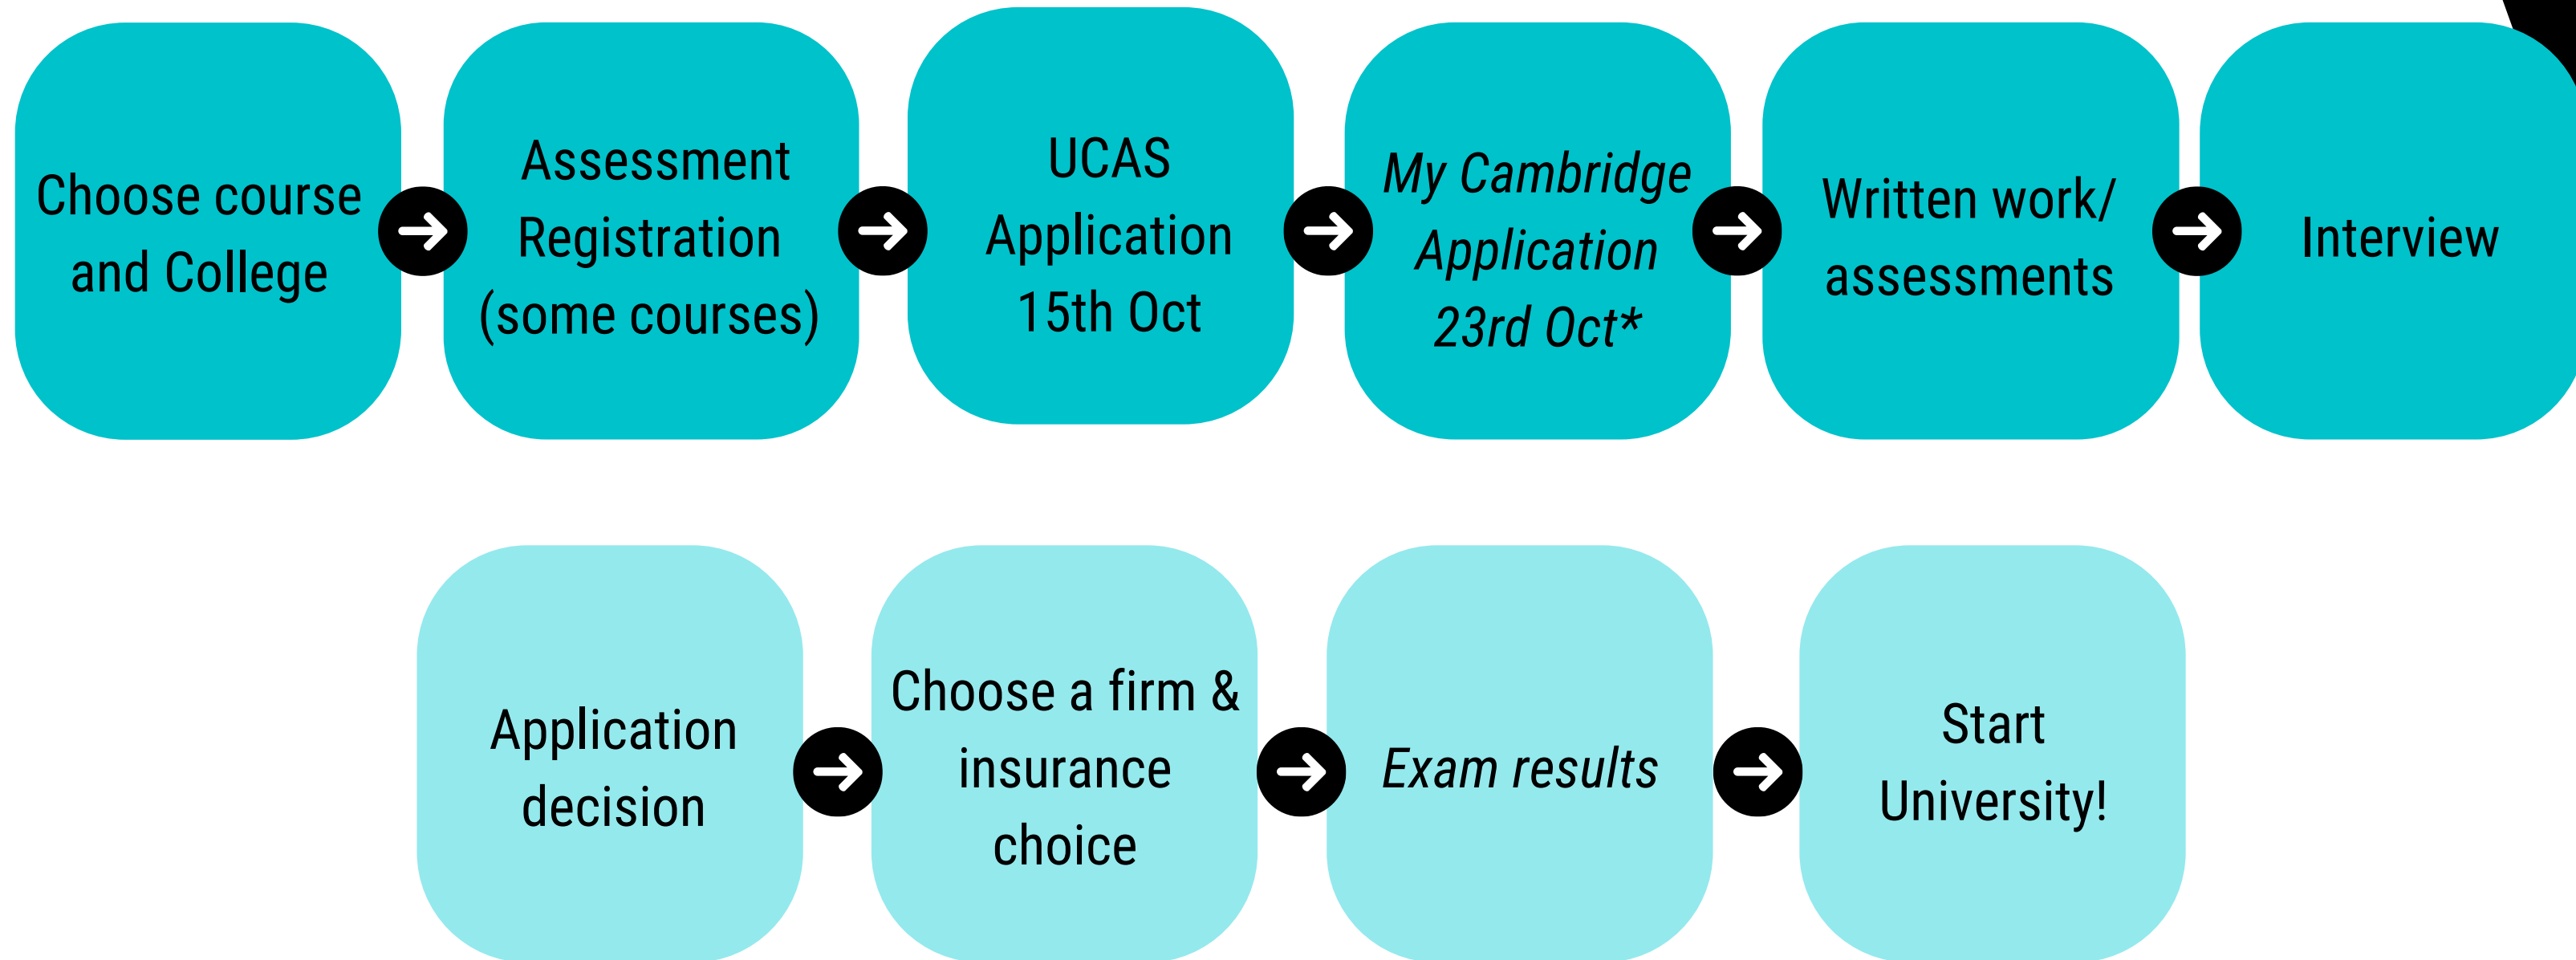 Choose course
and College
Assessment
Registration
(some courses)
UCAS
Application
15th Oct
My Cambridge
Application
23rd Oct*
Written work/
assessments
Interview
Application
decision
Choose a firm &
insurance
choice
Exam results
Start
University!